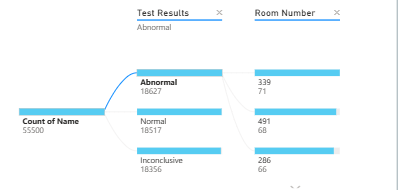 Test Results × Room Number ×
Abnormal
Abnormal 339
18627 71
Count of Name Normal 491
55500 18517 68
Inconclusive 286
18356 66